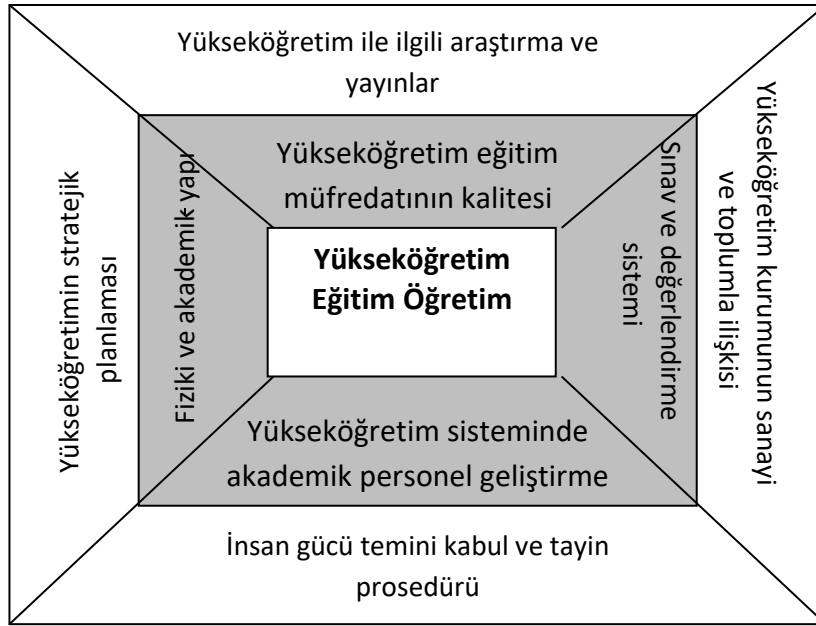 Yükseköğretim ile ilgili araştırma ve
yayınlar
Yükseköğretimin stratejik
planlaması
Fiziki ve akademik yapı
Yükseköğretim eğitim
müfredatının kalitesi
Yükseköğretim
Eğitim Öğretim
Sınav ve değerlendirme
sistemi
Yükseköğretim kurumunun sanayi
ve toplumla ilişkisi
Yükseköğretim sisteminde
akademik personel geliştirme
İnsan gücü temini kabul ve tayin
prosedürü